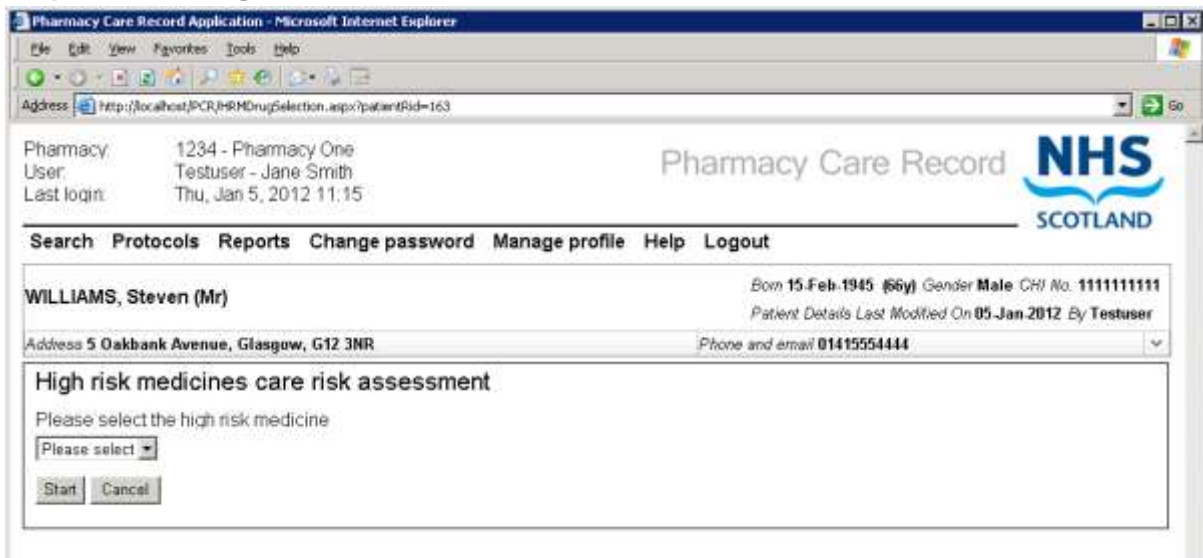 Pharmacy Care Record Application - Microsoft Internet Explorer
File Edit View Favorites Tools Help
Address http://localhost/PCR/HRMDrugSelection.aspx?patientRid=163 Go
Pharmacy: 1234 - Pharmacy One
User: Testuser - Jane Smith
Last login: Thu, Jan 5, 2012 11:15
Pharmacy Care Record
NHS
SCOTLAND
Search Protocols Reports Change password Manage profile Help Logout
WILLIAMS, Steven (Mr)
Born 15-Feb-1945 (66y) Gender Male CHI No. 1111111111
Patient Details Last Modified On 05-Jan-2012 By Testuser
Address 5 Oakbank Avenue, Glasgow, G12 3NR Phone and email 01415554444
High risk medicines care risk assessment
Please select the high risk medicine
Please select
Start Cancel